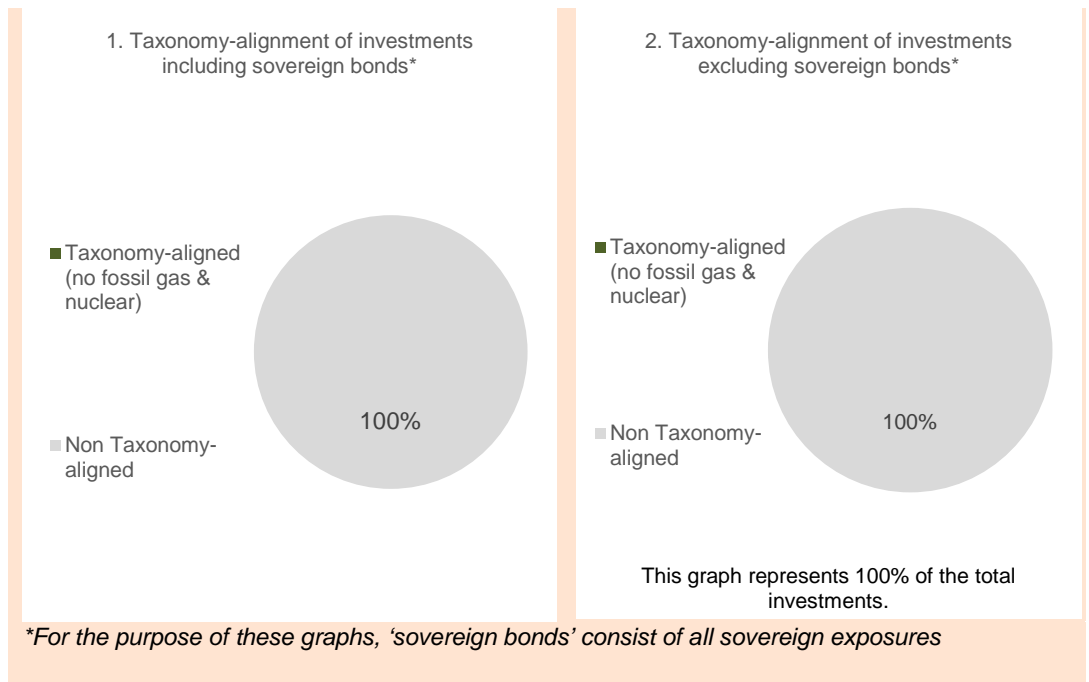 1. Taxonomy-alignment of investments
including sovereign bonds*
Taxonomy-aligned
(no fossil gas &
nuclear)
Non Taxonomy-
aligned
100%
2. Taxonomy-alignment of investments
excluding sovereign bonds*
Taxonomy-aligned
(no fossil gas &
nuclear)
Non Taxonomy-
aligned
100%
This graph represents 100% of the total
investments.
*For the purpose of these graphs, ‘sovereign bonds’ consist of all sovereign exposures